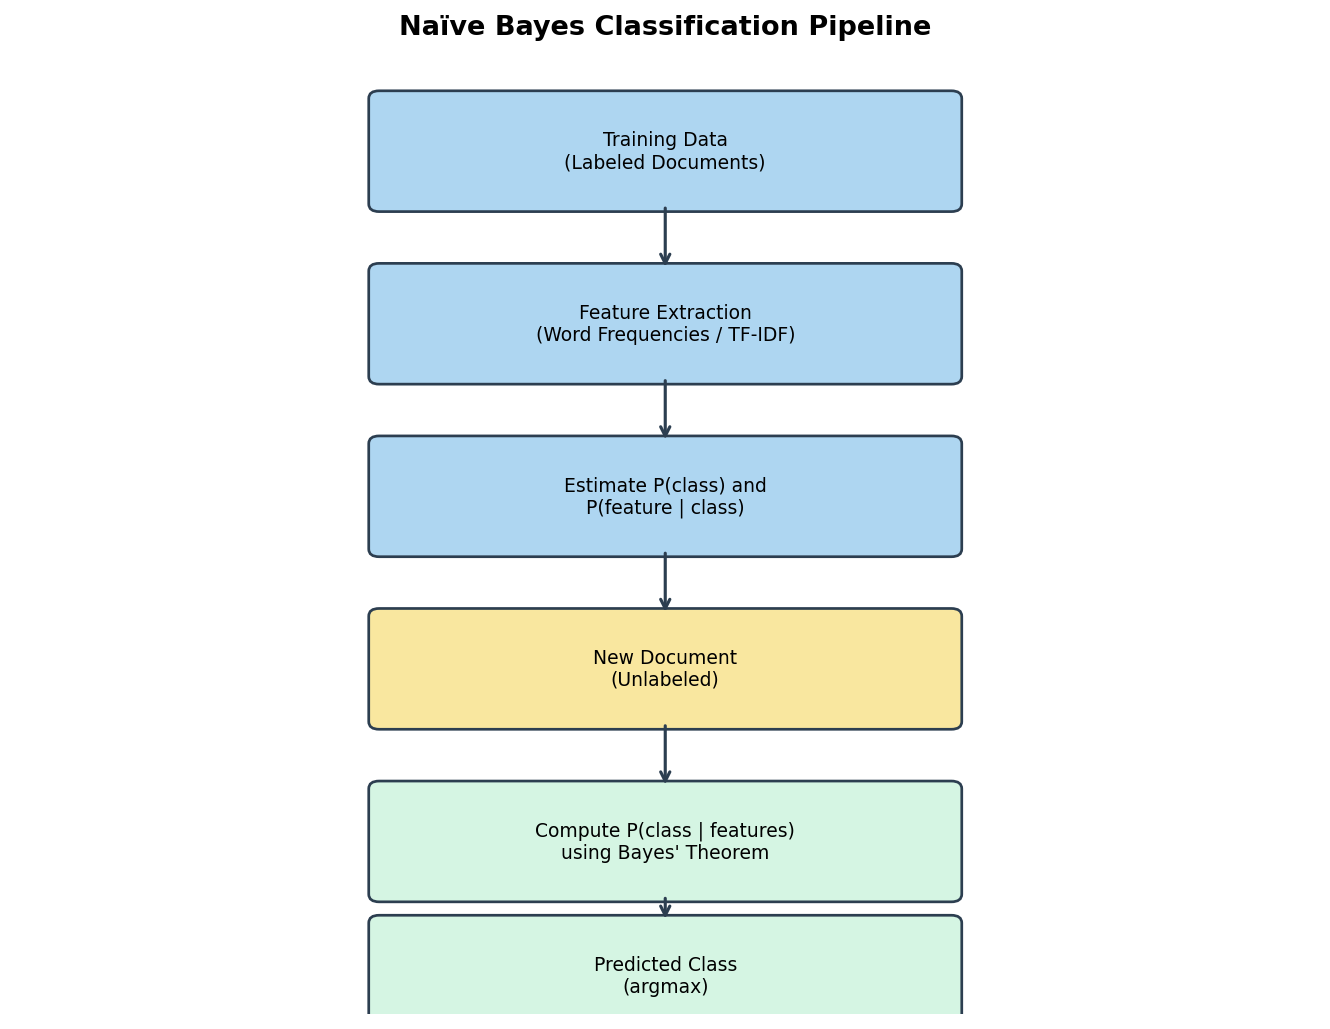 Naïve Bayes Classification Pipeline
Training Data
(Labeled Documents)
Feature Extraction
(Word Frequencies / TF-IDF)
Estimate P(class) and
P(feature | class)
New Document
(Unlabeled)
Compute P(class | features)
using Bayes' Theorem
Predicted Class
(argmax)